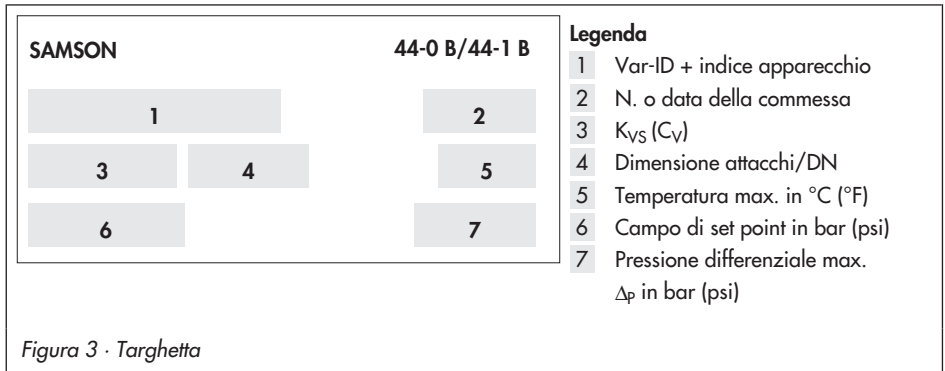 SAMSON 44-0 B/44-1 B
1 2
3 4 5
6 7
Legenda
1 Var-ID + indice apparecchio
2 N. o data della commessa
3 KVS (CV)
4 Dimensione attacchi/DN
5 Temperatura max. in °C (°F)
6 Campo di set point in bar (psi)
7 Pressione differenziale max.
ΔP in bar (psi)
Figura 3 · Targhetta